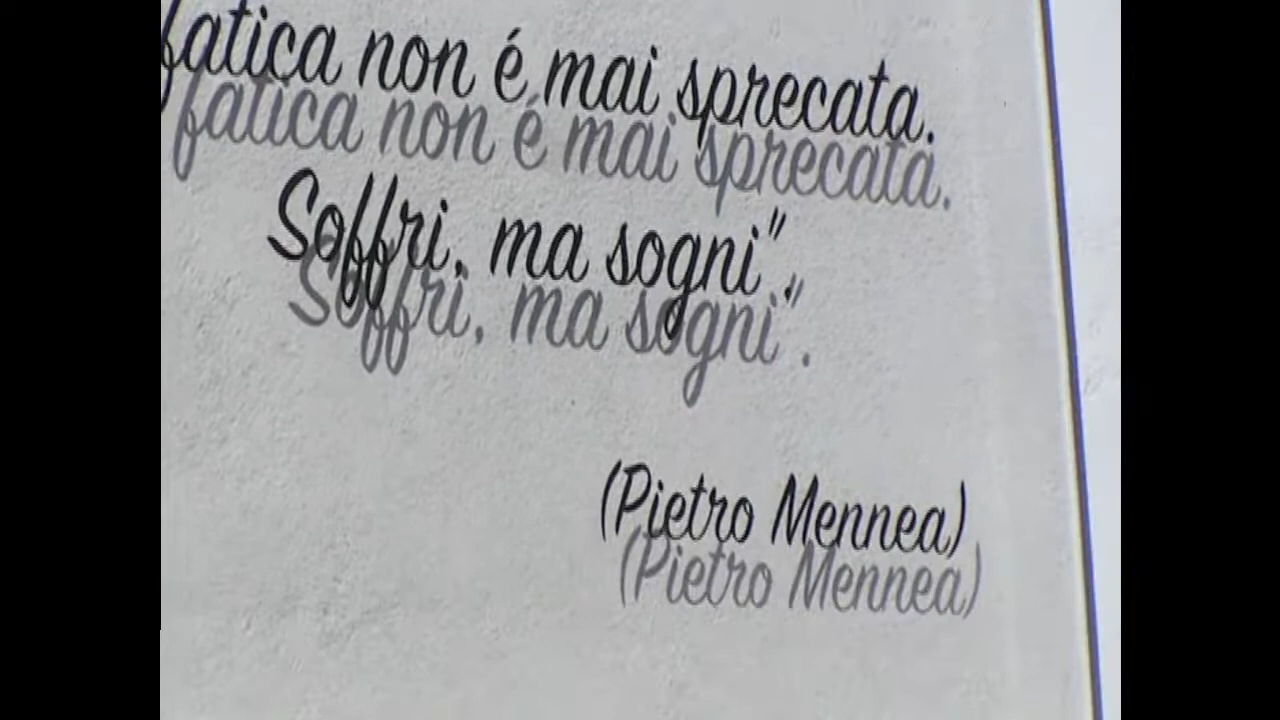 fatica non é mai sprecata.
Soffri, ma sogni".
(Pietro Mennea)